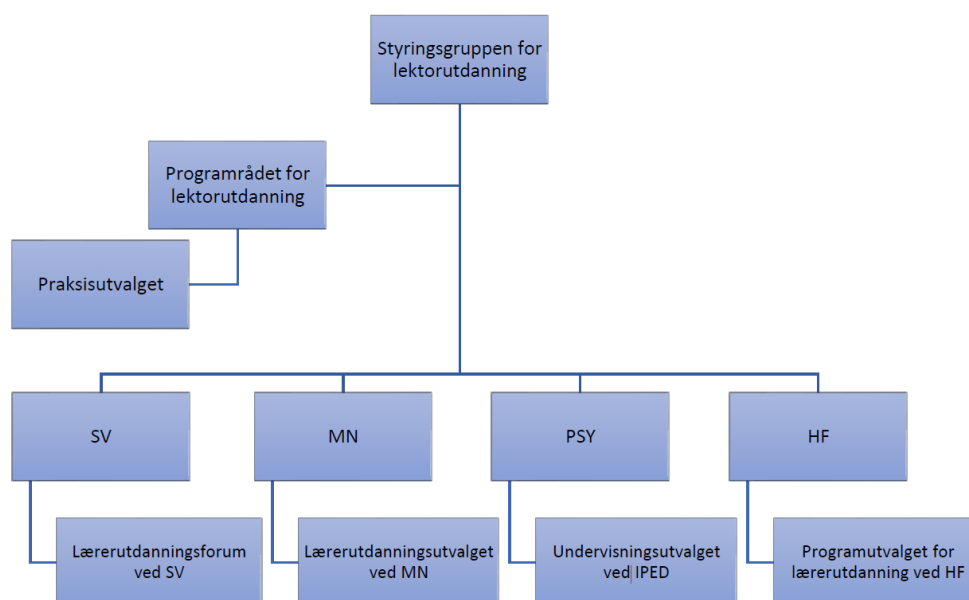 Styringsgruppen for
lektorutdanning
Programrådet for
lektorutdanning
Praksisutvalget
SV
MN
PSY
HF
Lærerutdanningsforum
ved SV
Lærerutdanningsutvalget
ved MN
Undervisningsutvalget
ved IPED
Programutvalget for
lærerutdanning ved HF